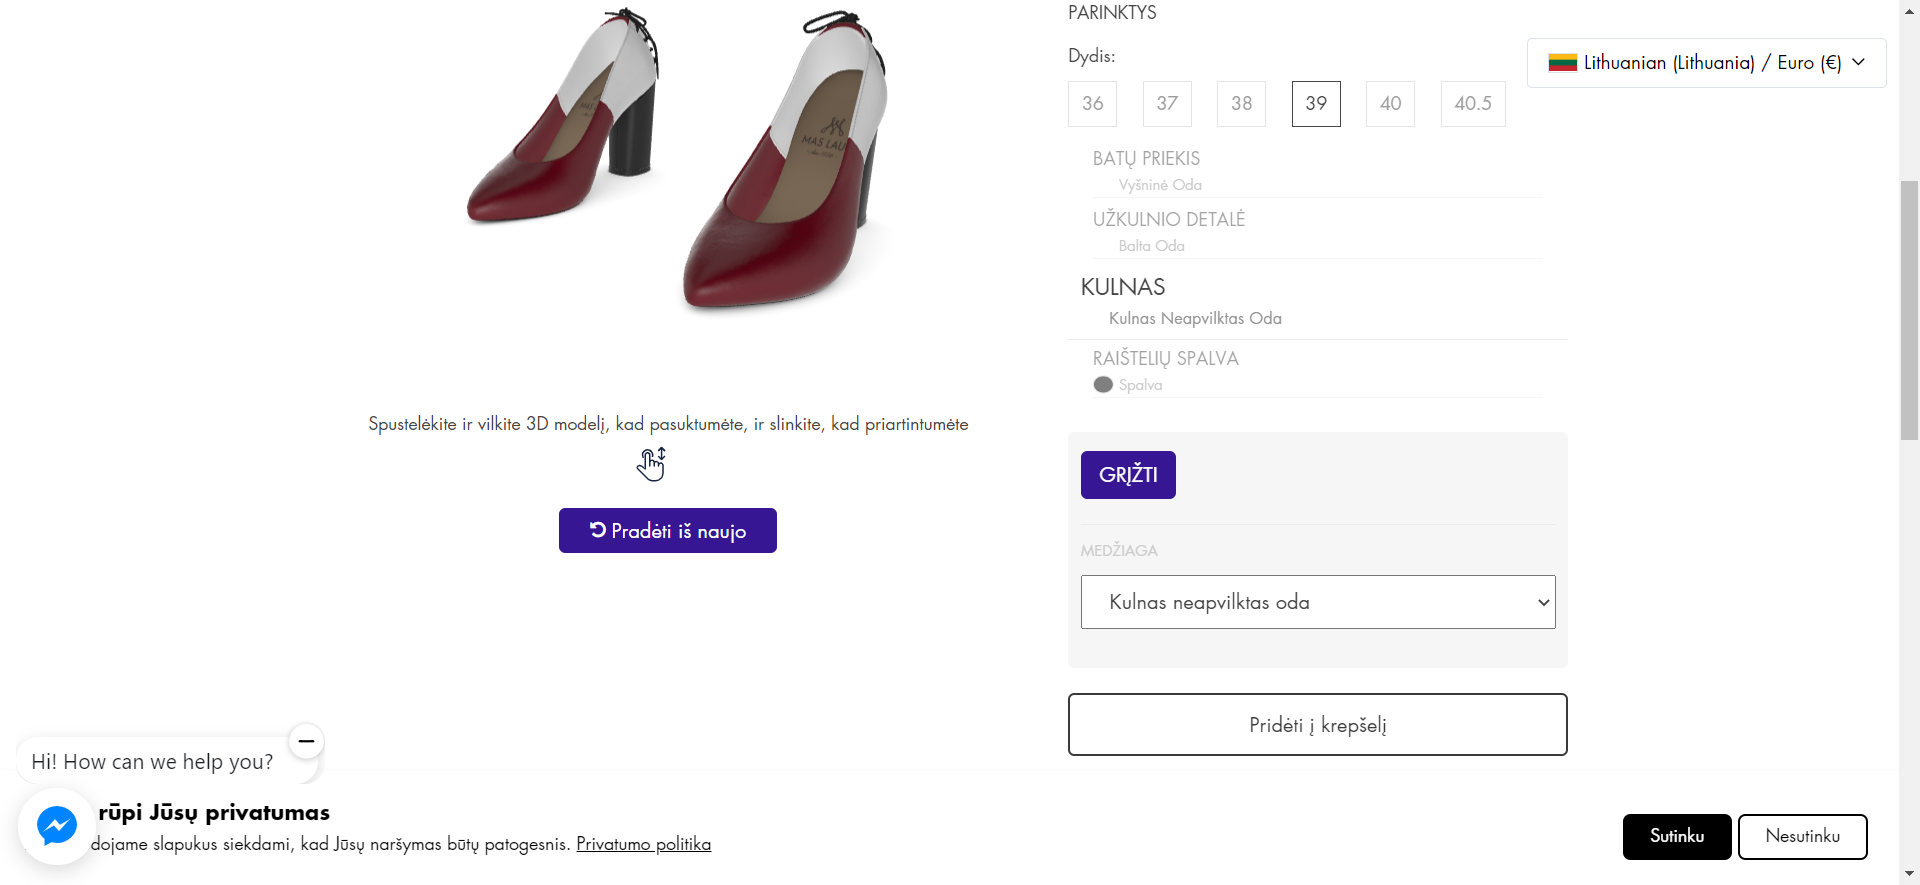 PARINKTYS
Dydis:
36 37 38 39 40 40.5
Lithuanian (Lithuania) / Euro (€)
BATŲ PRIEKIS
Vyšninė Oda
UŽKULNIO DETALĖ
Balta Oda
KULNAS
Kulnas Neapvilktas Oda
RAIŠTELIŲ SPALVA
Spalva
MAS LAU
Spustelėkite ir vilkite 3D modelį, kad pasuktumėte, ir slinkite, kad priartintumėte
Pradėti iš naujo
GRĮŽTI
MEDŽIAGA
Kulnas neapvilktas oda
Pridėti į krepšelį
Hi! How can we help you?
rūpi Jūsų privatumas
dojame slapukus siekdami, kad Jūsų naršymas būtų patogesnis. Privatumo politika
Sutinku
Nesutinku